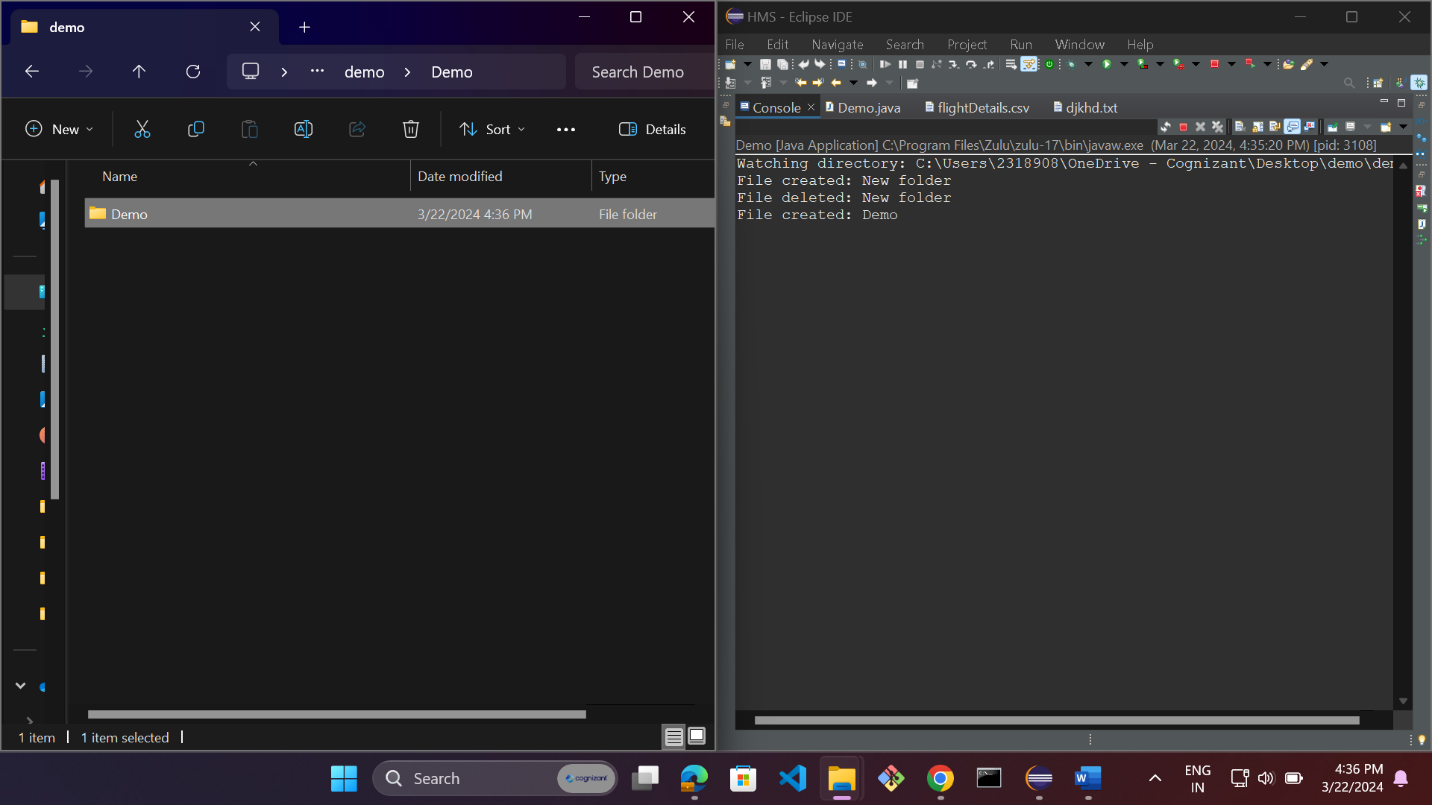 demo
demo
Demo
Search Demo
New
Sort
Details
Name
Date modified
Type
Demo
3/22/2024 4:36 PM
File folder
1 item
1 item selected
HMS - Eclipse IDE
File Edit Navigate Search Project Run Window Help
Console
Demo.java
flightDetails.csv
djkhd.txt
Demo [Java Application] C:\Program Files\Zulu\zulu-17\bin\javaw.exe (Mar 22, 2024, 4:35:20 PM) [pid: 3108]
Watching directory: C:\Users\2318908\OneDrive - Cognizant\Desktop\demo\der
File created: New folder
File deleted: New folder
File created: Demo
Search
cognizant
ENG
IN
4:36 PM
3/22/2024